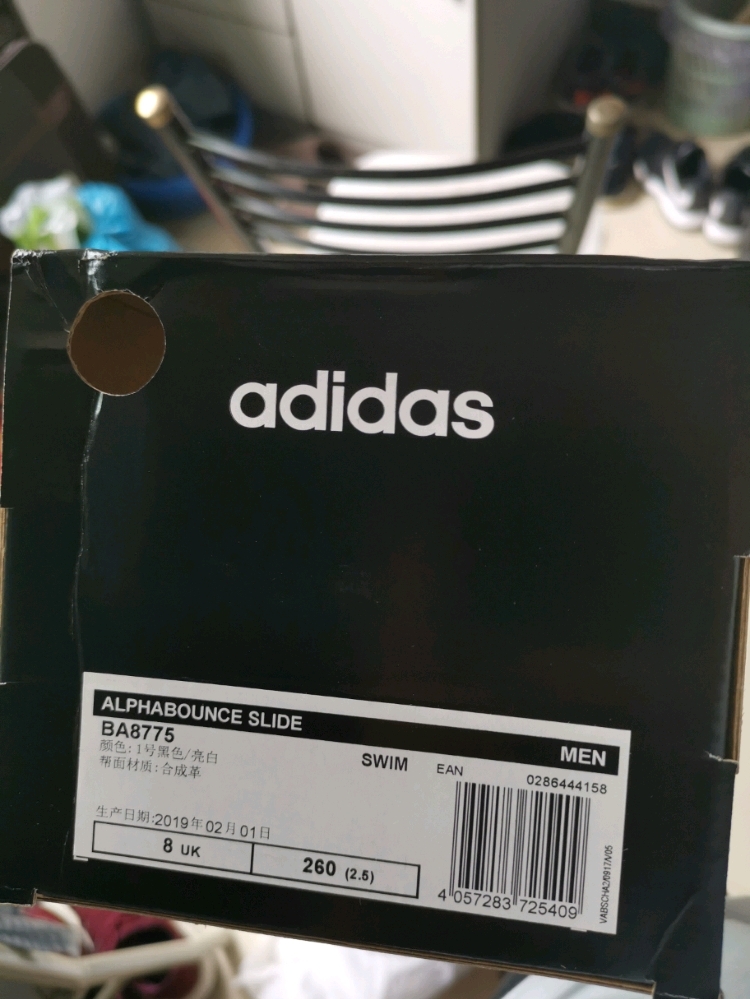 adidas
ALPHABOUNCE SLIDE
MEN
BA8775
颜色:1号黑色/亮白
帮面材质:合成革
SWIM
EAN
0286444158
生产日期:2019年02月01日
8 UK
260 (2.5)
4 057283 725409